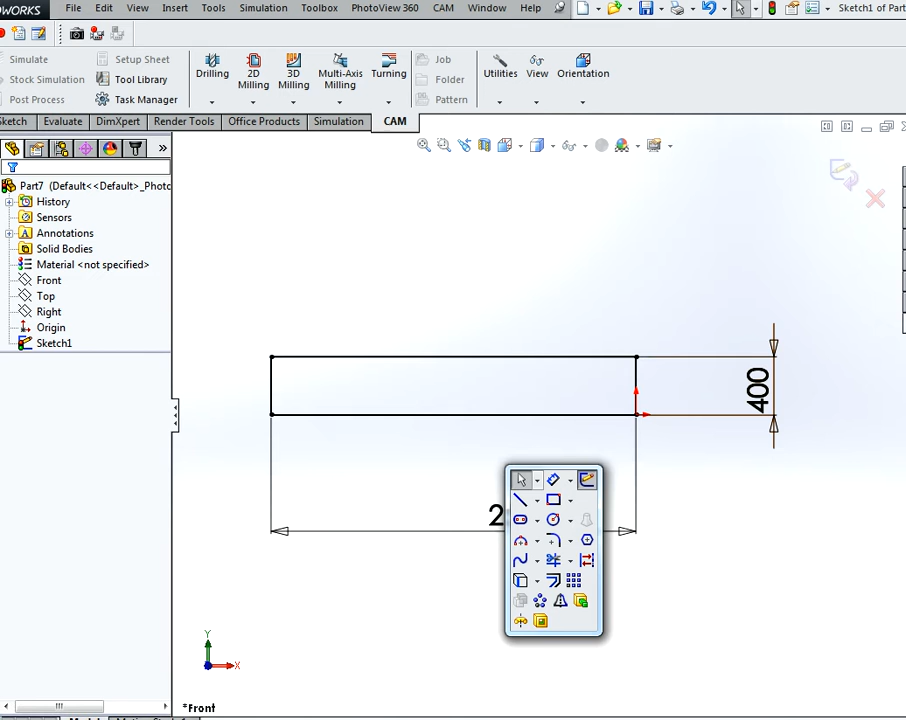 OWORKS File Edit View Insert Tools Simulation Toolbox PhotoView 360 CAM Window Help Sketch1 of Part
Simulate Setup Sheet Drilling 2D Milling 3D Milling Multi-Axis Milling Turning Job Utilities View Orientation
Stock Simulation Tool Library Folder
Post Process Task Manager Pattern
ketch Evaluate DimXpert Render Tools Office Products Simulation CAM
»
Part7 (Default<<Default>_Photo
History
Sensors
A Annotations
Solid Bodies
Material <not specified>
Front
Top
Right
Origin
Sketch1
400
2
Y
X
*Front